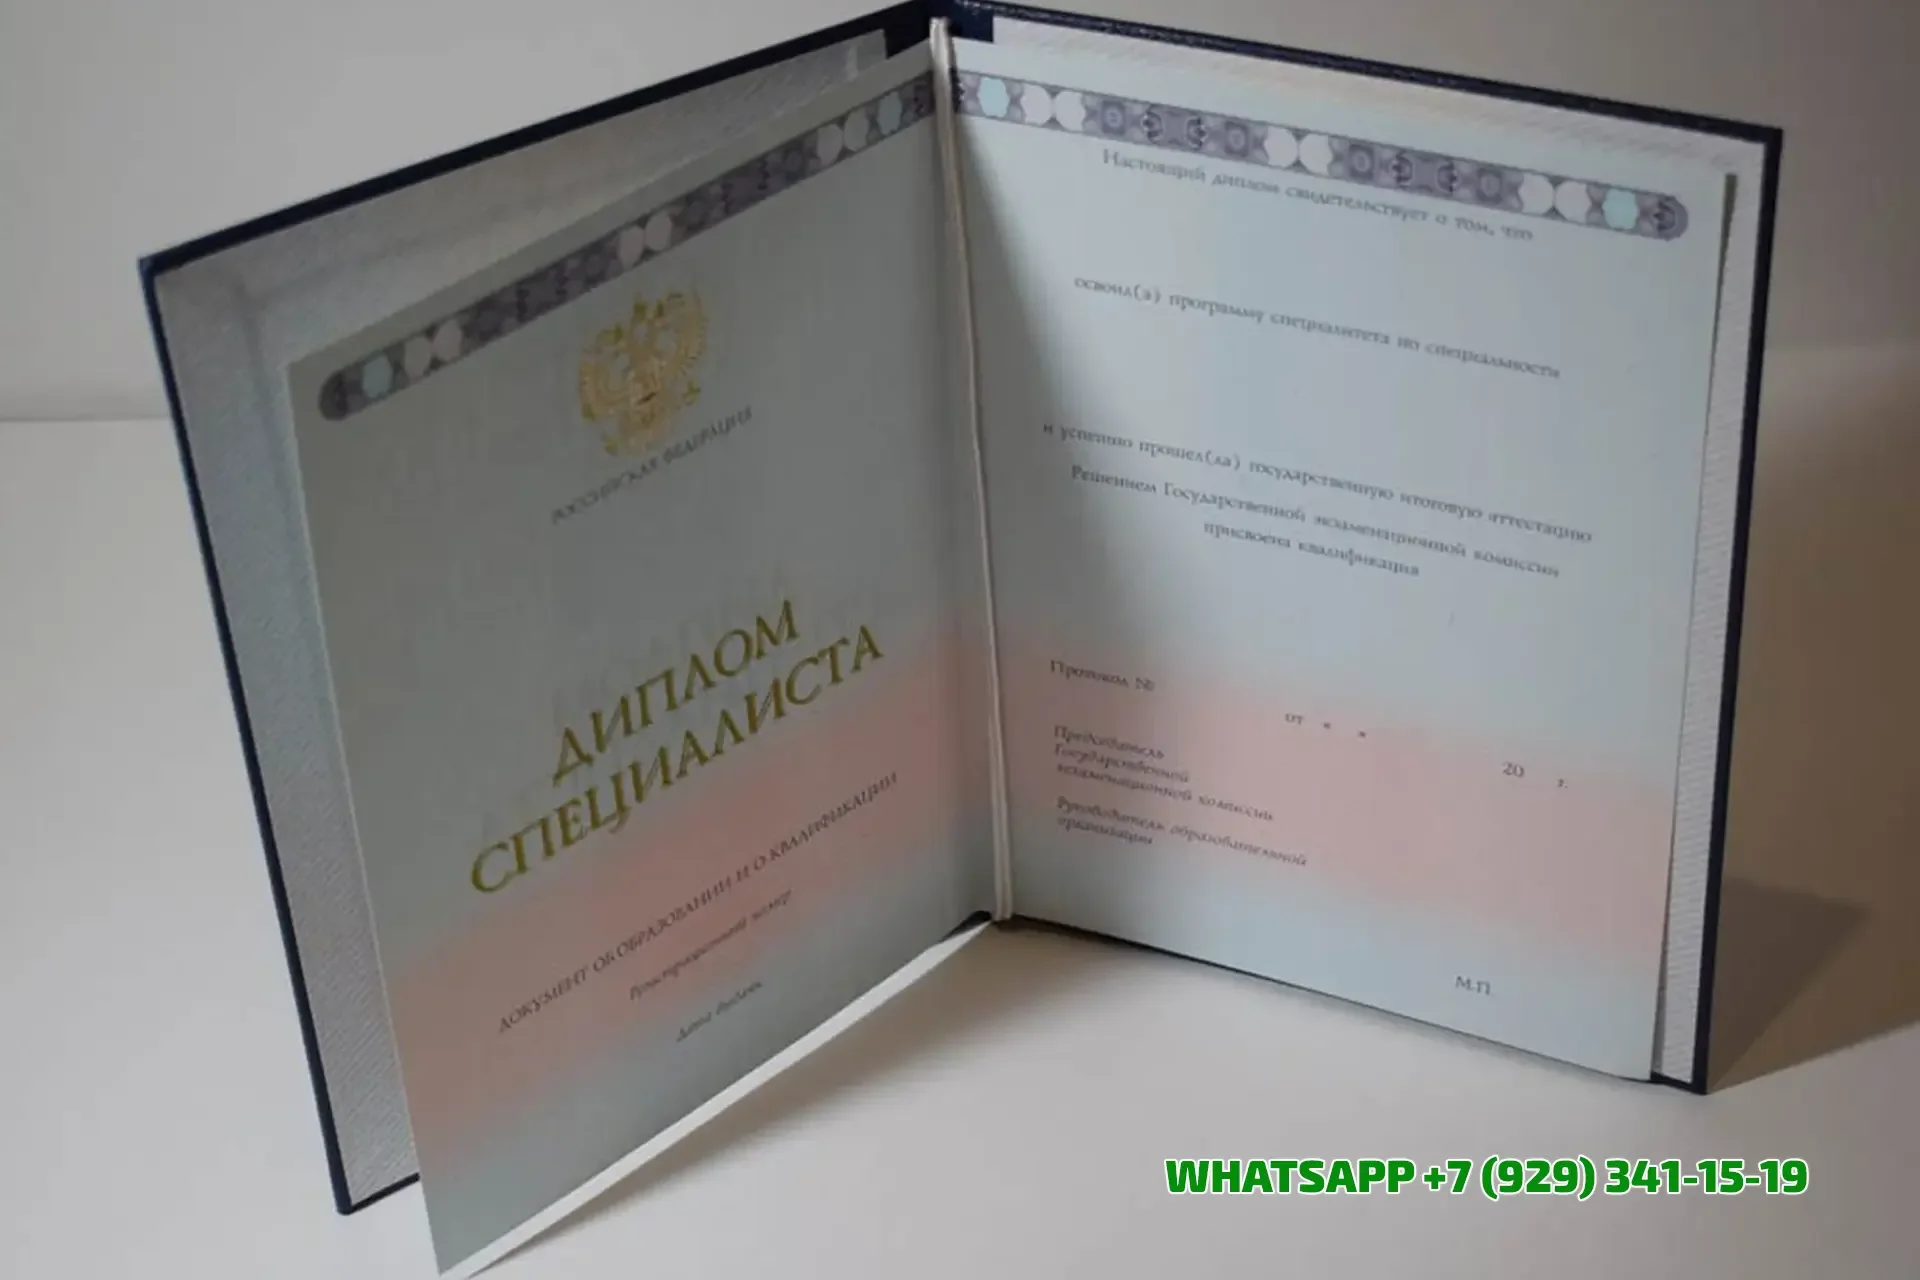 РОССИЙСКАЯ ФЕДЕРАЦИЯ
ДИПЛОМ
СПЕЦИАЛИСТА
ДОКУМЕНТ ОБ ОБРАЗОВАНИИ И О КВАЛИФИКАЦИИ
Регистрационный номер
Дата выдачи
Настоящий диплом свидетельствует о том, что
освоил(а) программу специалитета по специальности
и успешно прошел(ла) государственную итоговую аттестацию
Решением Государственной экзаменационной комиссии
присвоена квалификация
Протокол №
от « » 20 г.
Председатель
Государственной
экзаменационной комиссии
Руководитель образовательной
организации
М.П.
WHATSAPP +7 (929) 341-15-19